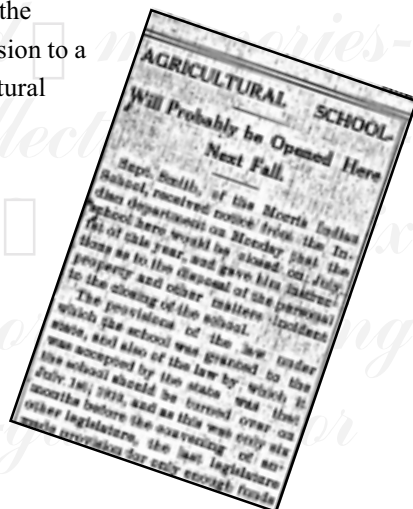 the
sion to a
tural
AGRICULTURAL SCHOOL.
Will Probably be Opened Here
Next Fall.
Supt. Smith, of the Morris Indian
School, received notice from the In-
dian department on Monday that the
school here would be closed on July
1st of this year, and gave him instruc-
tions as to the disposal of the personal
property and other matters incident
to the closing of the school.
The provisions of the law under
which the school was granted to the
state, and also of the law by which it
was accepted by the state was that
the school should be turned over on
July 1st, and as this was only six
months before the convening of an-
other legislature, the last legislature
made provision for only enough funds